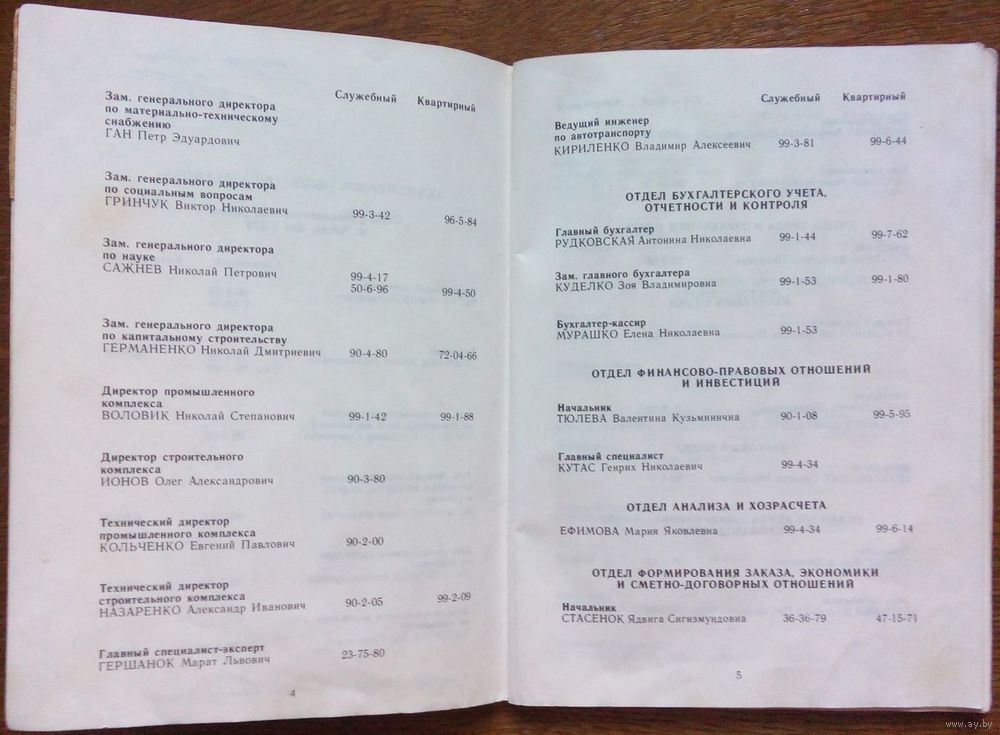 Служебный Квартирный
Зам. генерального директора
по материально-техническому
снабжению
ГАН Петр Эдуардович
Зам. генерального директора
по социальным вопросам
ГРИНЧУК Виктор Николаевич 99-3-42 96-5-84
Зам. генерального директора
по науке
САЖНЕВ Николай Петрович 99-4-17
50-6-96 99-4-50
Зам. генерального директора
по капитальному строительству
ГЕРМАНЕНКО Николай Дмитриевич 90-4-80 72-04-66
Директор промышленного
комплекса
ВОЛОВИК Николай Степанович 99-1-42 99-1-88
Директор строительного
комплекса
ИОНОВ Олег Александрович 90-3-80
Технический директор
промышленного комплекса
КОЛЬЧЕНКО Евгений Павлович 90-2-00
Технический директор
строительного комплекса
НАЗАРЕНКО Александр Иванович 90-2-05 99-2-09
Главный специалист-эксперт
ГЕРШАНОК Марат Львович 23-75-80
4
Служебный Квартирный
Ведущий инженер
по автотранспорту
КИРИЛЕНКО Владимир Алексеевич 99-3-81 99-6-44
ОТДЕЛ БУХГАЛТЕРСКОГО УЧЕТА,
ОТЧЕТНОСТИ И КОНТРОЛЯ
Главный бухгалтер
РУДКОВСКАЯ Антонина Николаевна 99-1-44 99-7-62
Зам. главного бухгалтера
КУДЕЛКО Зоя Владимировна 99-1-53 99-1-80
Бухгалтер-кассир
МУРАШКО Елена Николаевна 99-1-53
ОТДЕЛ ФИНАНСОВО-ПРАВОВЫХ ОТНОШЕНИЙ
И ИНВЕСТИЦИЙ
Начальник
ТЮЛЕВА Валентина Кузьминична 90-1-08 99-5-95
Главный специалист
КУТАС Генрих Николаевич 99-4-34
ОТДЕЛ АНАЛИЗА И ХОЗРАСЧЕТА
ЕФИМОВА Мария Яковлевна 99-4-34 99-6-14
ОТДЕЛ ФОРМИРОВАНИЯ ЗАКАЗА, ЭКОНОМИКИ
И СМЕТНО-ДОГОВОРНЫХ ОТНОШЕНИЙ
Начальник
СТАСЕНОК Ядвига Сигизмундовна 36-36-79 47-15-71
5
www.ay.by